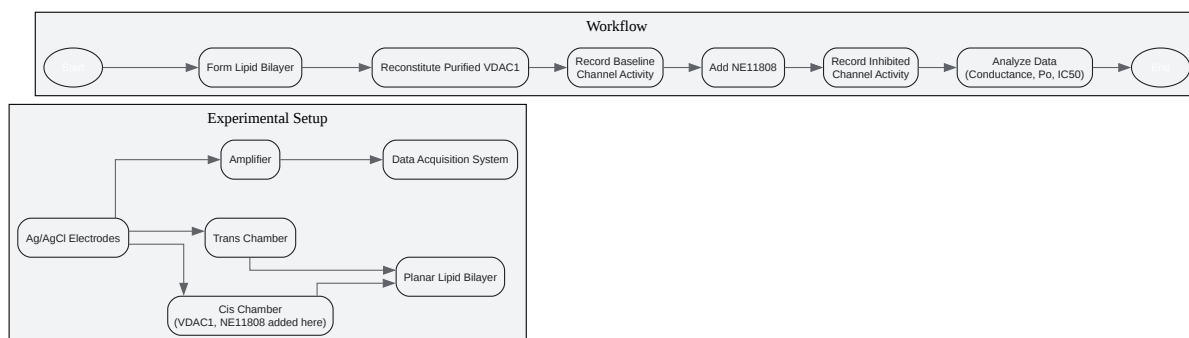 Workflow
Start
Form Lipid Bilayer
Reconstitute Purified VDAC1
Record Baseline
Channel Activity
Add NE11808
Record Inhibited
Channel Activity
Analyze Data
(Conductance, Po, IC50)
End
Experimental Setup
Amplifier
Data Acquisition System
Ag/AgCl Electrodes
Trans Chamber
Planar Lipid Bilayer
Cis Chamber
(VDAC1, NE11808 added here)